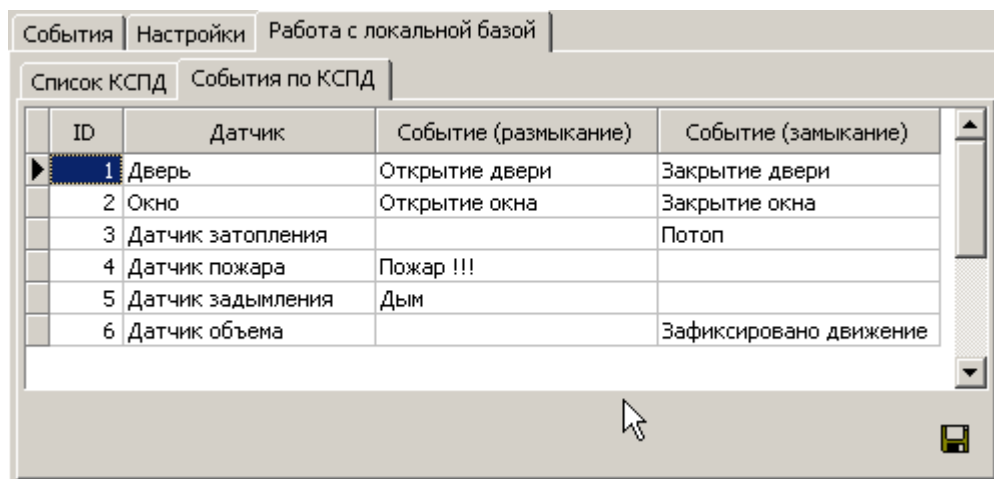 События Настройки Работа с локальной базой
Список КСПД События по КСПД
ID Датчик Событие (размыкание) Событие (замыкание)
1 Дверь Открытие двери Закрытие двери
2 Окно Открытие окна Закрытие окна
3 Датчик затопления Потоп
4 Датчик пожара Пожар !!!
5 Датчик задымления Дым
6 Датчик объема Зафиксировано движение